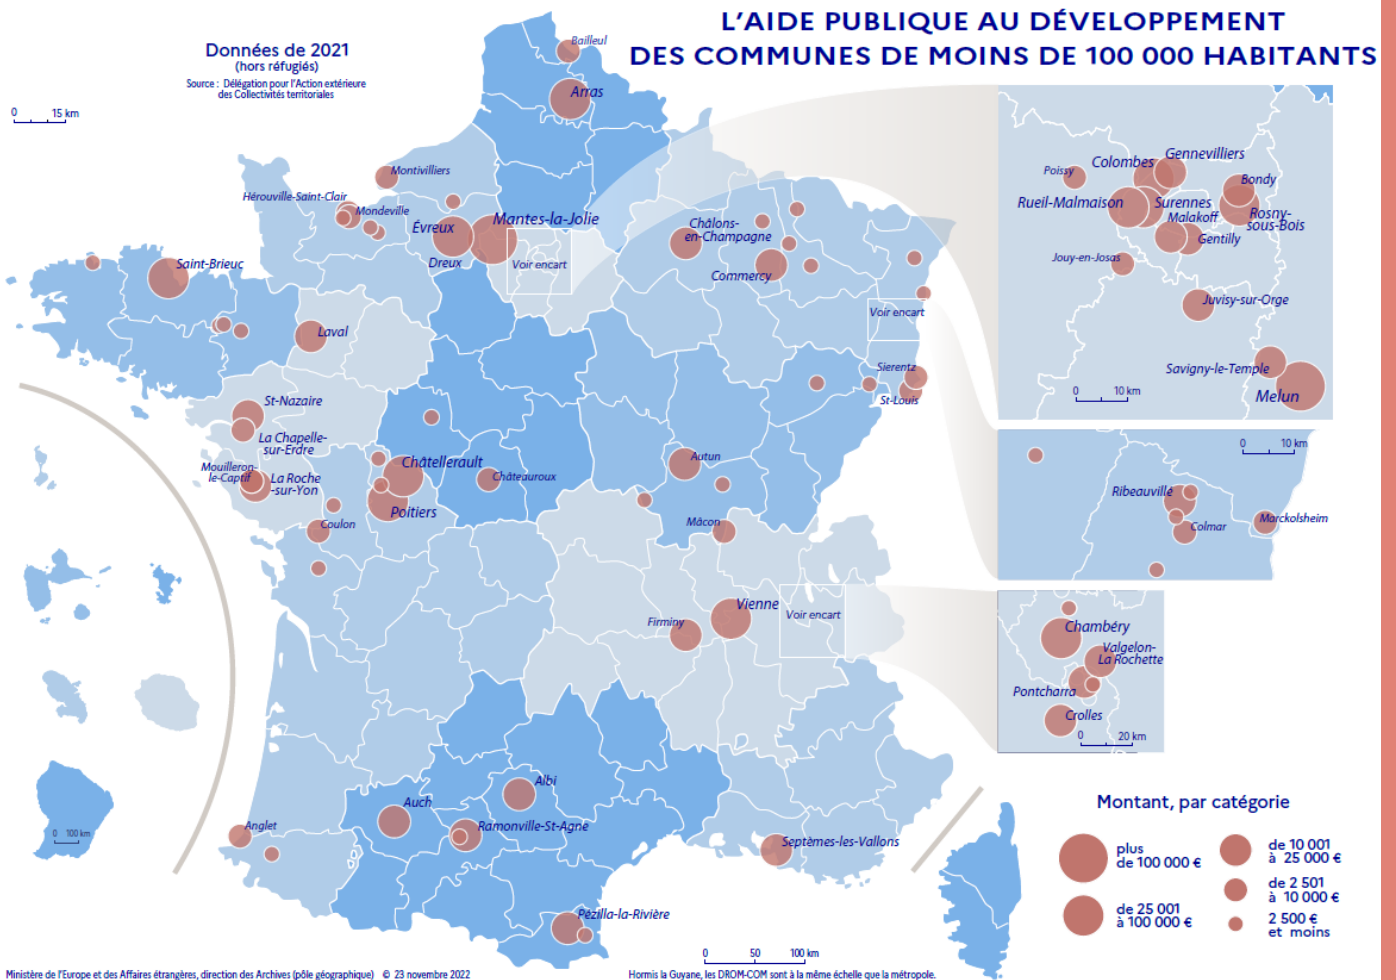 L'AIDE PUBLIQUE AU DÉVELOPPEMENT
DES COMMUNES DE MOINS DE 100 000 HABITANTS
Données de 2021
(hors réfugiés)
Source : Délégation pour l'Action extérieure
des Collectivités territoriales
0 15 km
Bailleul
Arras
Montivilliers
Hérouville-Saint-Clair
Mondeville
Évreux
Mantes-la-Jolie
Dreux
Voir encart
Châlons-
en-Champagne
Commercy
Saint-Brieuc
Laval
Voir encart
Sierentz
St-Louis
St-Nazaire
La Chapelle-
sur-Erdre
Mouilleron-
le-Captif
La Roche
-sur-Yon
Châtellerault
Châteauroux
Poitiers
Coulon
Autun
Mâcon
Vienne
Firminy
Voir encart
Albi
Auch
Ramonville-St-Agne
Anglet
Septèmes-les-Vallons
Pézilla-la-Rivière
0 100 km
0 50 100 km
Poissy
Colombes
Gennevilliers
Bondy
Rueil-Malmaison
Surennes
Malakoff
Rosny-
sous-Bois
Gentilly
Jouy-en-Josas
Juvisy-sur-Orge
Savigny-le-Temple
Melun
0 10 km
0 10 km
Ribeauvillé
Colmar
Marckolsheim
Chambéry
Valgelon-
La Rochette
Pontcharra
Crolles
0 20 km
Montant, par catégorie
plus
de 100 000 €
de 25 001
à 100 000 €
de 10 001
à 25 000 €
de 2 501
à 10 000 €
2 500 €
et moins
Ministère de l'Europe et des Affaires étrangères, direction des Archives (pôle géographique) © 23 novembre 2022
Hormis la Guyane, les DROM-COM sont à la même échelle que la métropole.